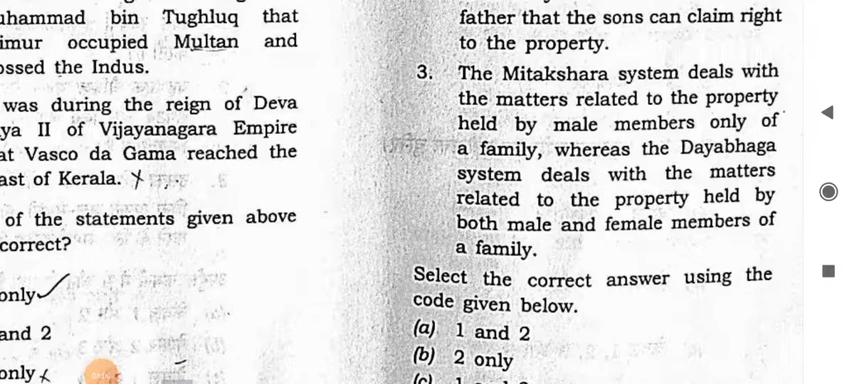 uhammad bin Tughluq that
imur occupied Multan and
ossed the Indus.
was during the reign of Deva
ya II of Vijayanagara Empire
at Vasco da Gama reached the
ast of Kerala.
of the statements given above
correct?
only
and 2
only
father that the sons can claim right
to the property.
3. The Mitakshara system deals with
the matters related to the property
held by male members only of
a family, whereas the Dayabhaga
system deals with the matters
related to the property held by
both male and female members of
a family.
Select the correct answer using the
code given below.
(a) 1 and 2
(b) 2 only